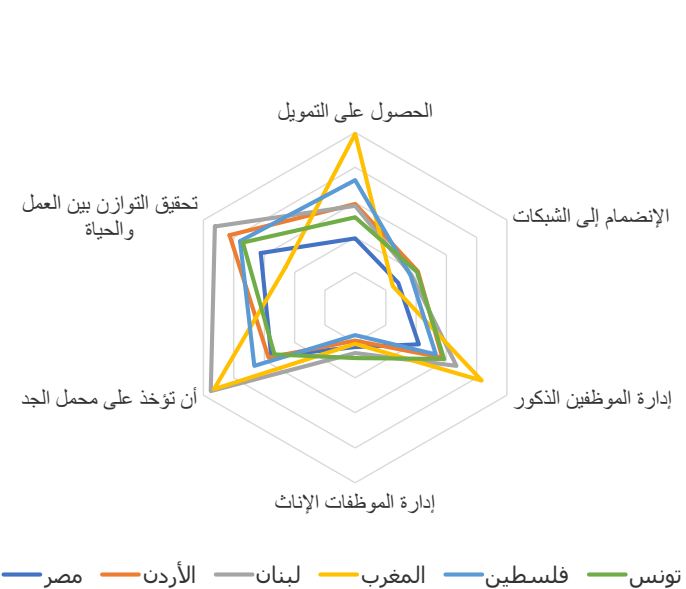 الحصول على التمويل
الإنضمام إلى الشبكات
تحقيق التوازن بين العمل
والحياة
إدارة الموظفين الذكور
أن تؤخذ على محمل الجد
إدارة الموظفات الإناث
تونس فلسطين المغرب لبنان الأردن مصر